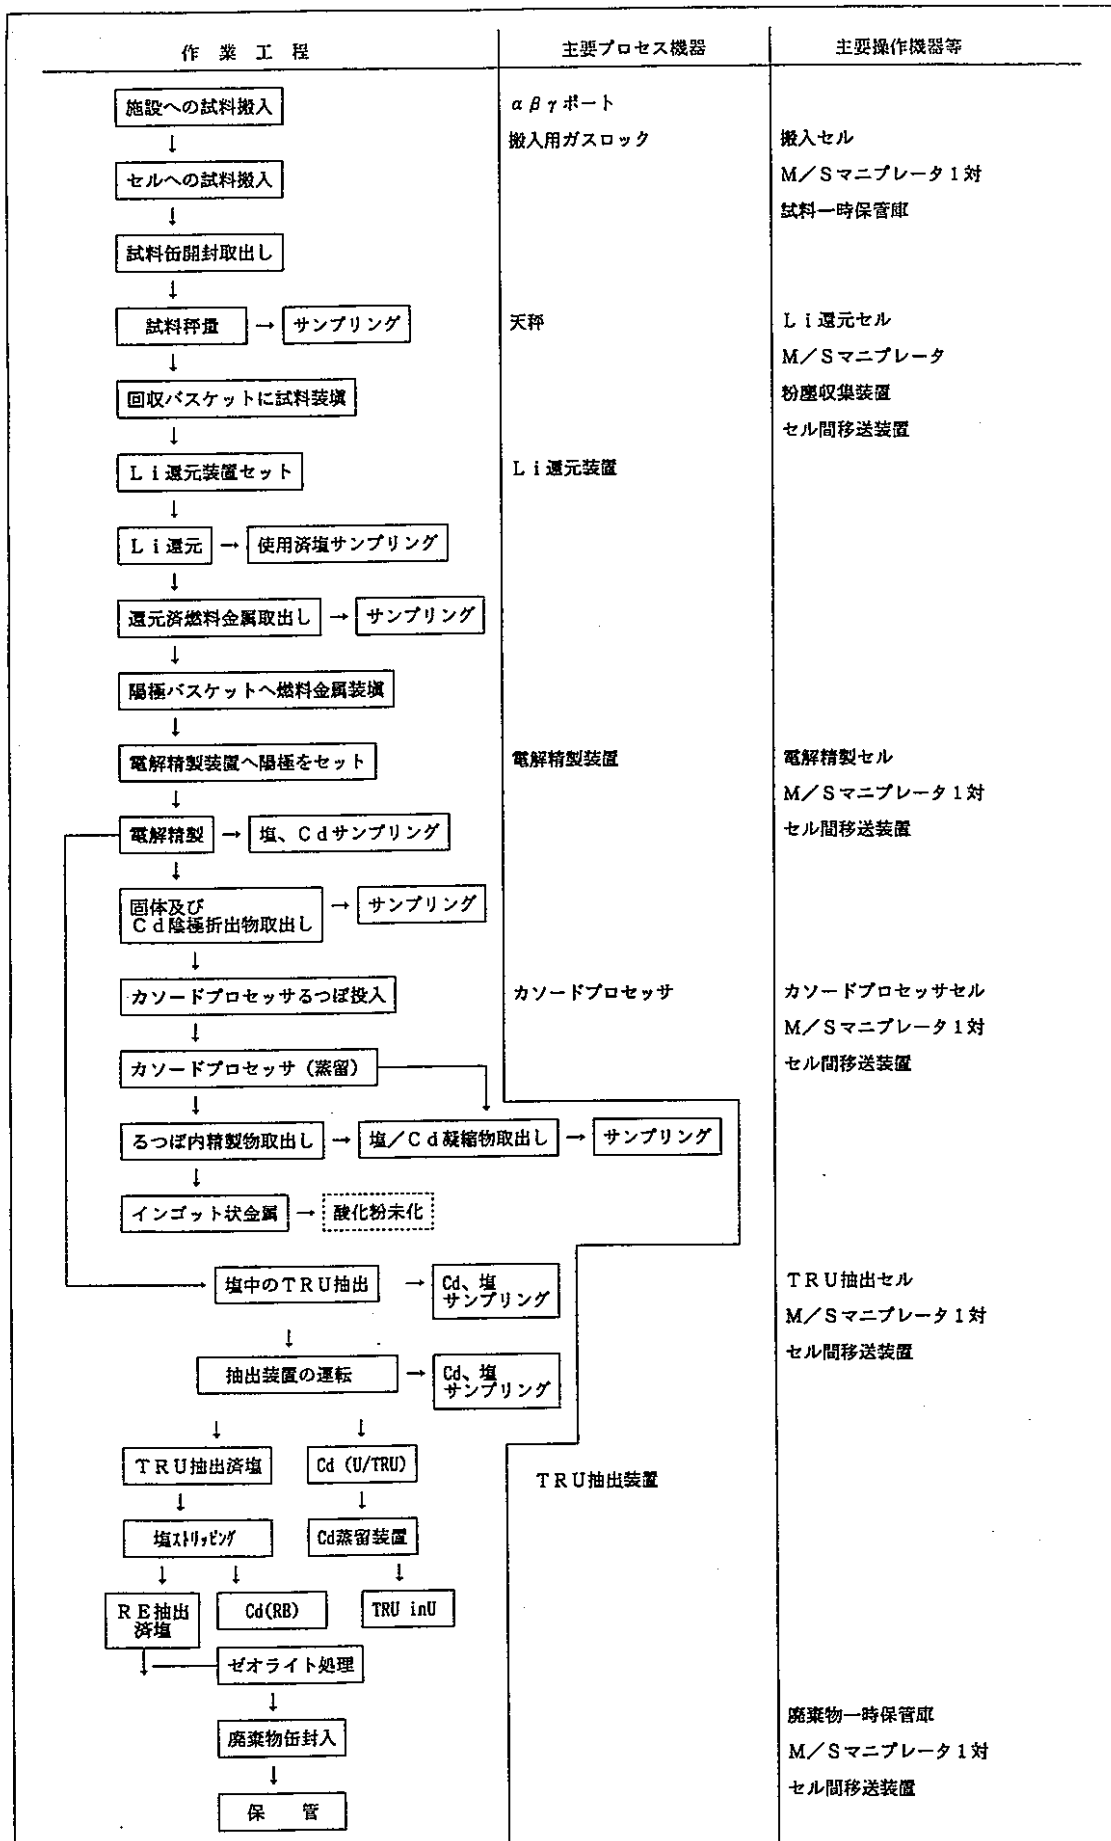 作業工程
主要プロセス機器
主要操作機器等
施設への試料搬入
αβγポート
↓
搬入用ガスロック
搬入セル
セルへの試料搬入
M/Sマニプレータ1対
↓
試料一時保管庫
試料缶開封取出し
↓
試料秤量 → サンプリング
天秤
Li還元セル
↓
M/Sマニプレータ
回収バスケットに試料装填
粉塵収集装置
↓
セル間移送装置
Li還元装置セット
Li還元装置
↓
Li還元 → 使用済塩サンプリング
↓
還元済燃料金属取出し → サンプリング
↓
陽極バスケットへ燃料金属装填
↓
電解精製装置へ陽極をセット
電解精製装置
電解精製セル
↓
M/Sマニプレータ1対
電解精製 → 塩、Cdサンプリング
セル間移送装置
↓
固体及び
Cd陰極折出物取出し → サンプリング
↓
カソードプロセッサるつぼ投入
カソードプロセッサ
カソードプロセッサセル
↓
M/Sマニプレータ1対
カソードプロセッサ(蒸留)
セル間移送装置
↓
るつぼ内精製物取出し → 塩/Cd凝縮物取出し → サンプリング
↓
インゴット状金属 → 酸化粉末化
塩中のTRU抽出 → Cd、塩
サンプリング
TRU抽出セル
↓
M/Sマニプレータ1対
抽出装置の運転 → Cd、塩
サンプリング
セル間移送装置
↓ ↓
TRU抽出済塩
Cd (U/TRU)
TRU抽出装置
↓ ↓
塩ストリッピング
Cd蒸留装置
↓ ↓ ↓
RE抽出
済塩
Cd(RB)
TRU inU
↓
ゼオライト処理
↓
廃棄物一時保管庫
廃棄物缶封入
M/Sマニプレータ1対
↓
セル間移送装置
保管